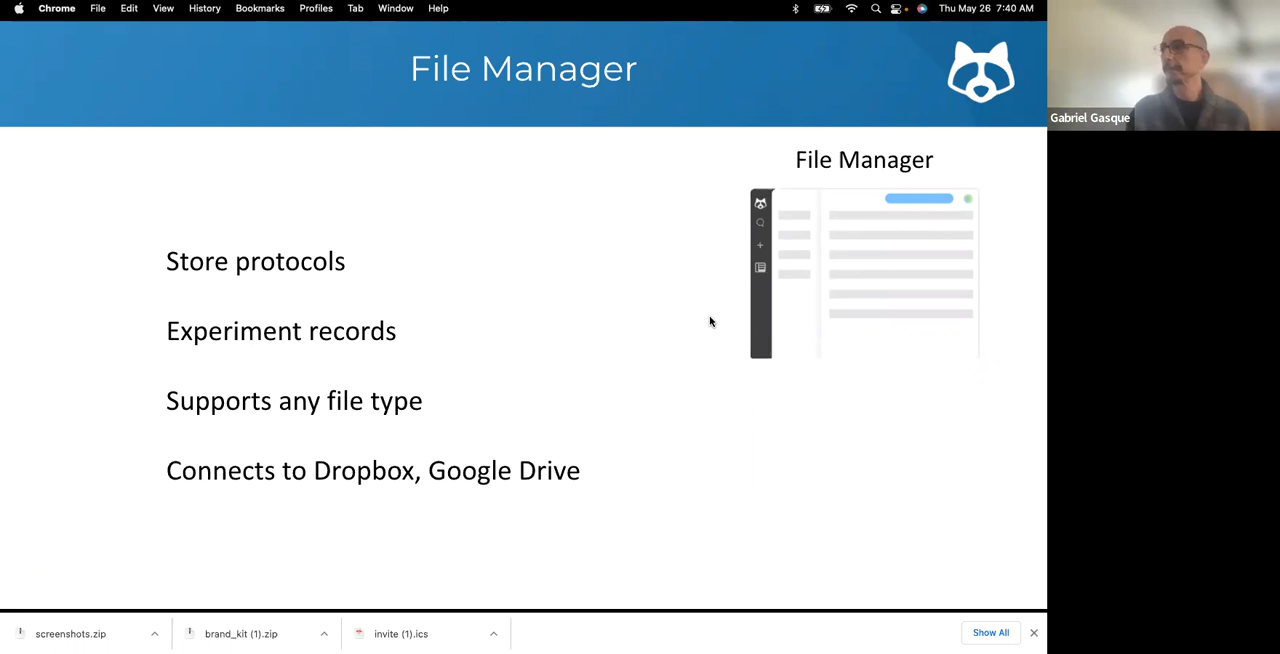 Chrome File Edit View History Bookmarks Profiles Tab Window Help Thu May 26 7:40 AM
File Manager
Gabriel Gasque
File Manager
Store protocols
Experiment records
Supports any file type
Connects to Dropbox, Google Drive
screenshots.zip
brand_kit (1).zip
invite (1).ics
Show All